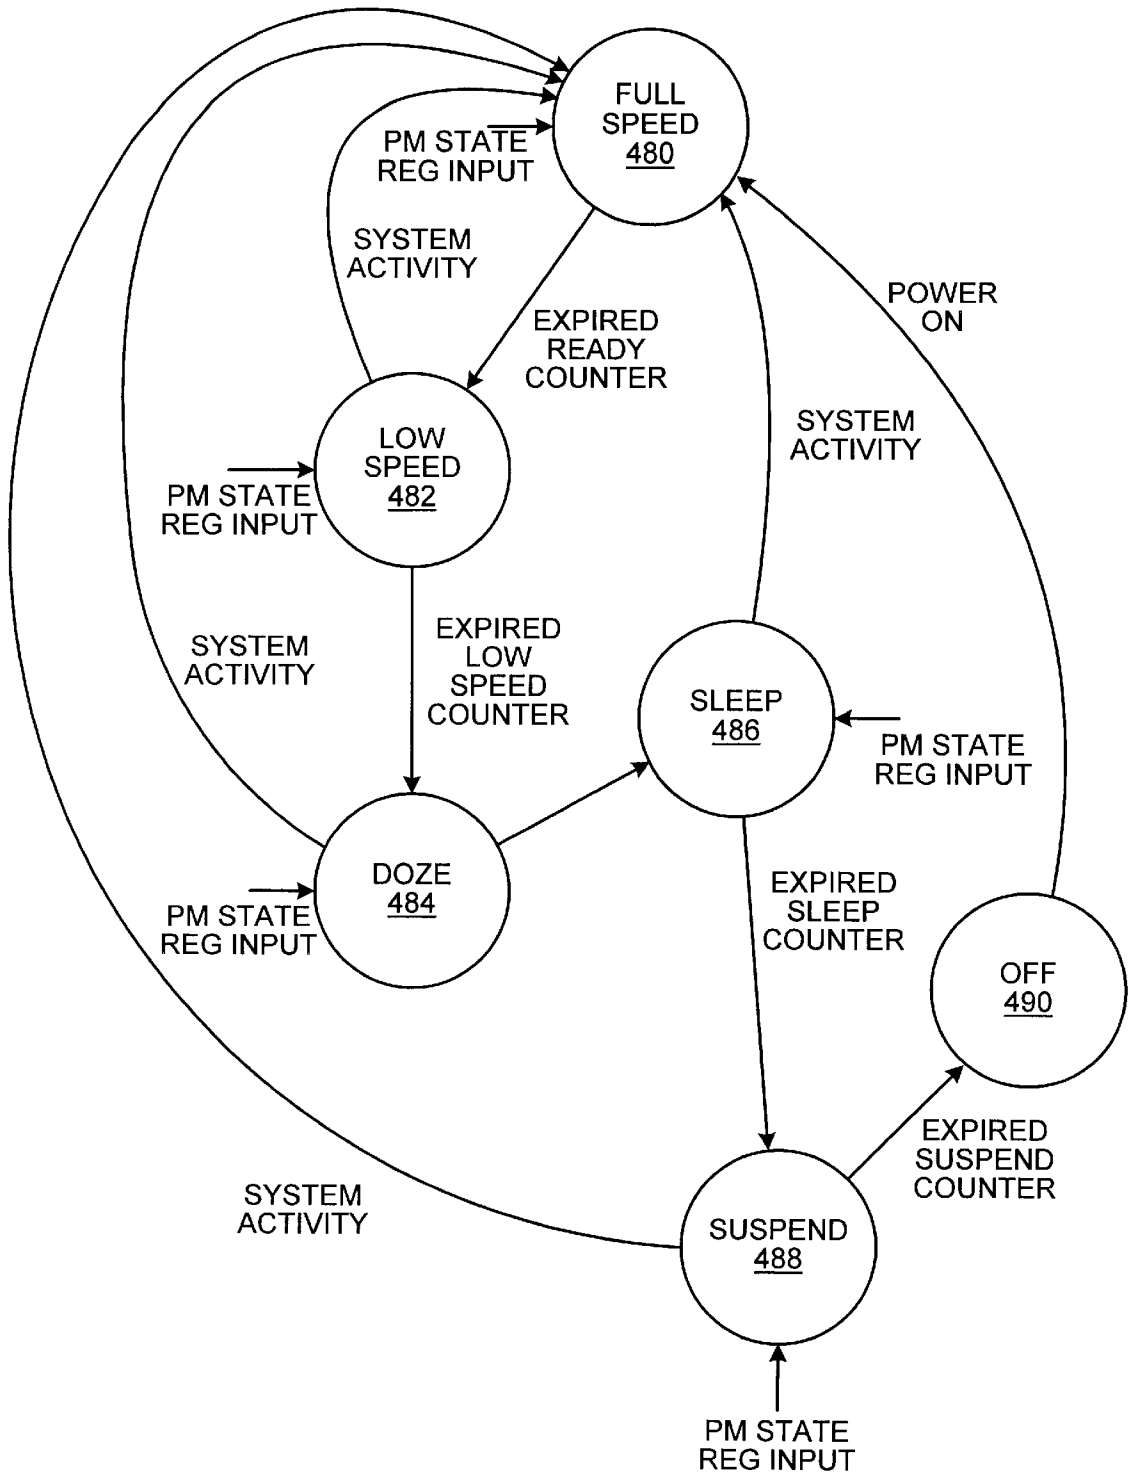 FULL
SPEED
480
PM STATE
REG INPUT
SYSTEM
ACTIVITY
POWER
ON
EXPIRED
READY
COUNTER
SYSTEM
ACTIVITY
LOW
SPEED
482
PM STATE
REG INPUT
SYSTEM
ACTIVITY
EXPIRED
LOW
SPEED
COUNTER
SLEEP
486
PM STATE
REG INPUT
DOZE
484
PM STATE
REG INPUT
EXPIRED
SLEEP
COUNTER
OFF
490
EXPIRED
SUSPEND
COUNTER
SYSTEM
ACTIVITY
SUSPEND
488
PM STATE
REG INPUT